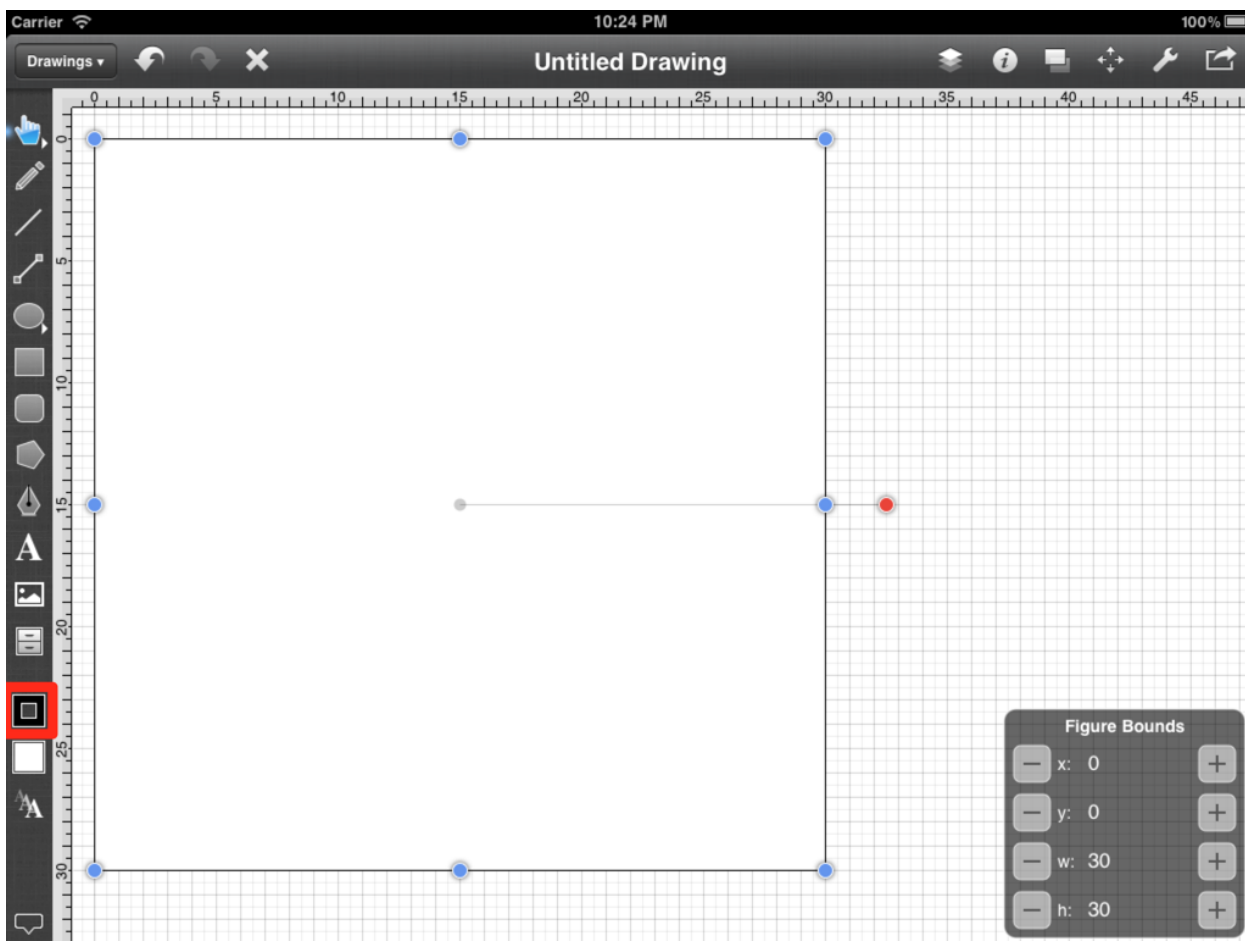 Carrier 10:24 PM 100%
Drawings ▾ Untitled Drawing
0 5 10 15 20 25 30 35 40 45
0
5
10
15
A
20
25
AAA
30
Figure Bounds
x: 0
y: 0
w: 30
h: 30